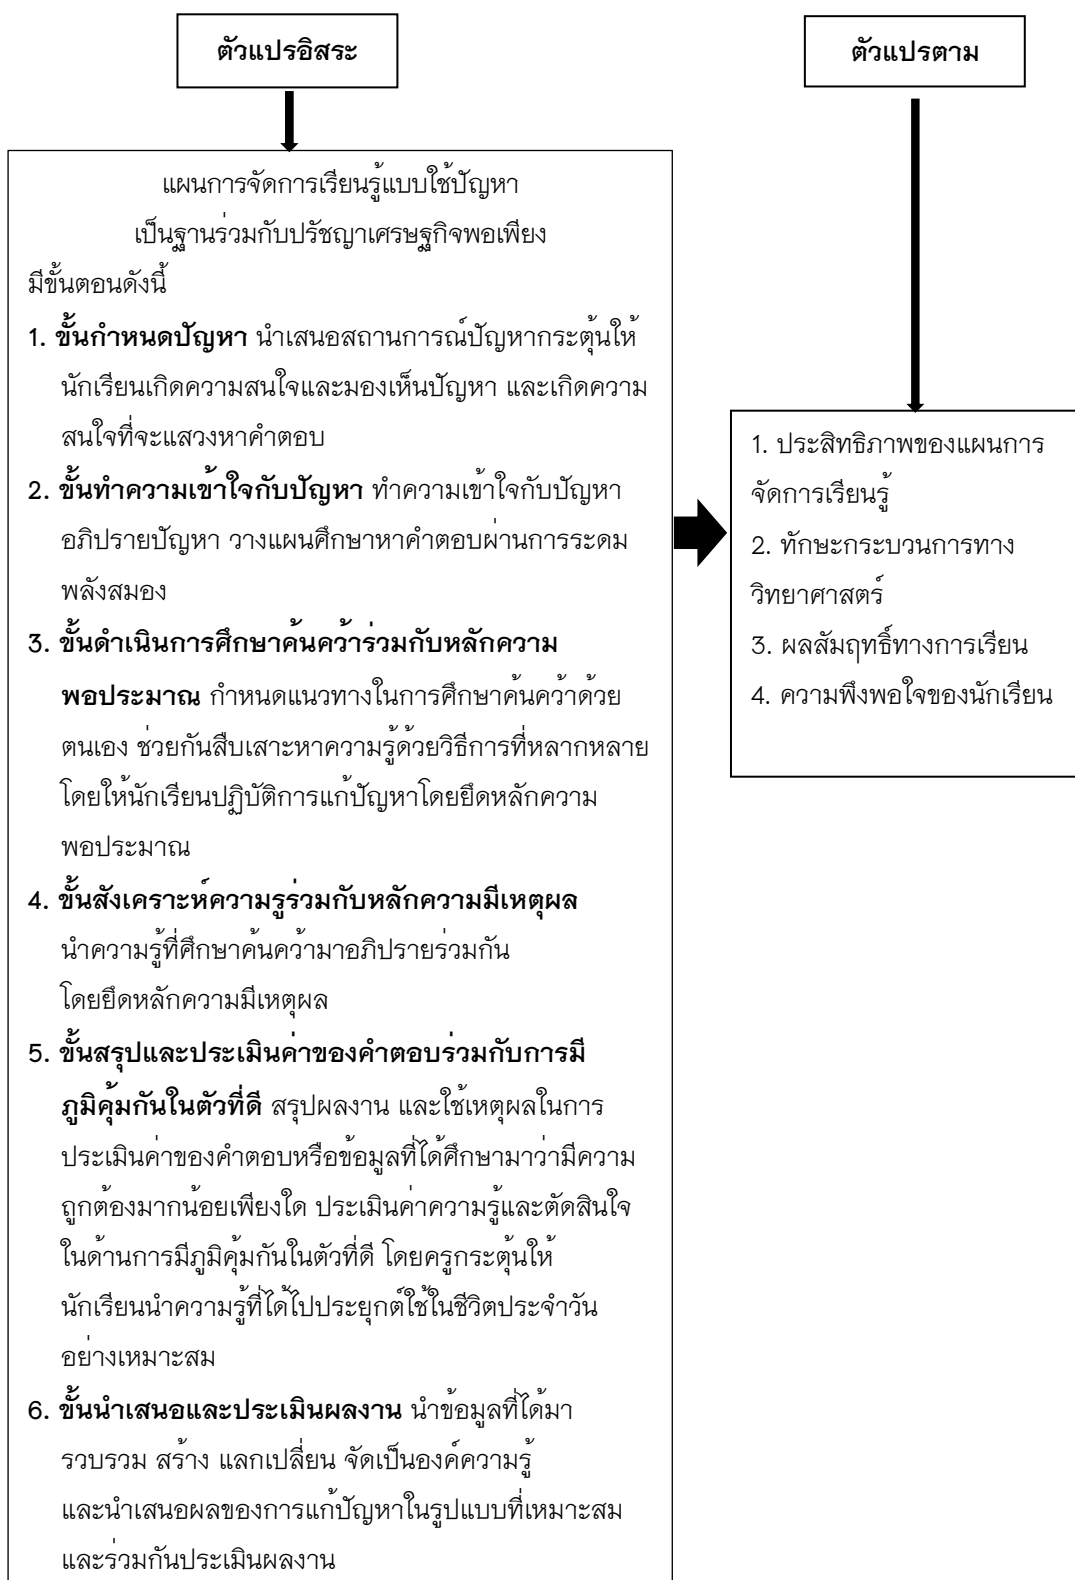 ตัวแปรอิสระ
ตัวแปรตาม
แผนการจัดการเรียนรู้แบบใช้ปัญหา
เป็นฐานร่วมกับปรัชญาเศรษฐกิจพอเพียง
มีขั้นตอนดังนี้
1. ขั้นกำหนดปัญหา นำเสนอสถานการณ์ปัญหากระตุ้นให้
นักเรียนเกิดความสนใจและมองเห็นปัญหา และเกิดความ
สนใจที่จะแสวงหาคำตอบ
2. ขั้นทำความเข้าใจกับปัญหา ทำความเข้าใจกับปัญหา
อภิปรายปัญหา วางแผนศึกษาหาคำตอบผ่านการระดม
พลังสมอง
3. ขั้นดำเนินการศึกษาค้นคว้าร่วมกับหลักความ
พอประมาณ กำหนดแนวทางในการศึกษาค้นคว้าด้วย
ตนเอง ช่วยกันสืบเสาะหาความรู้ด้วยวิธีการที่หลากหลาย
โดยให้นักเรียนปฏิบัติการแก้ปัญหาโดยยึดหลักความ
พอประมาณ
4. ขั้นสังเคราะห์ความรูร่วมกับหลักความมีเหตุผล
นำความรู้ที่ศึกษาค้นคว้ามาอภิปรายร่วมกัน
โดยยึดหลักความมีเหตุผล
5. ขั้นสรุปและประเมินค่าของคำตอบร่วมกับการมี
ภูมิคุ้มกันในตัวที่ดี สรุปผลงาน และใช้เหตุผลในการ
ประเมินค่าของคำตอบหรือข้อมูลที่ได้ศึกษามาว่ามีความ
ถูกต้องมากน้อยเพียงใด ประเมินค่าความรู้และตัดสินใจ
ในด้านการมีภูมิคุ้มกันในตัวที่ดี โดยครูกระตุ้นให้
นักเรียนนำความรู้ที่ได้ไปประยุกต์ใช้ในชีวิตประจำวัน
อย่างเหมาะสม
6. ขั้นนำเสนอและประเมินผลงาน นำข้อมูลที่ได้มา
รวบรวม สร้าง แลกเปลี่ยน จัดเป็นองค์ความรู้
และนำเสนอผลของการแก้ปัญหาในรูปแบบที่เหมาะสม
และร่วมกันประเมินผลงาน
1. ประสิทธิภาพของแผนการ
จัดการเรียนรู้
2. ทักษะกระบวนการทาง
วิทยาศาสตร์
3. ผลสัมฤทธิ์ทางการเรียน
4. ความพึงพอใจของนักเรียน